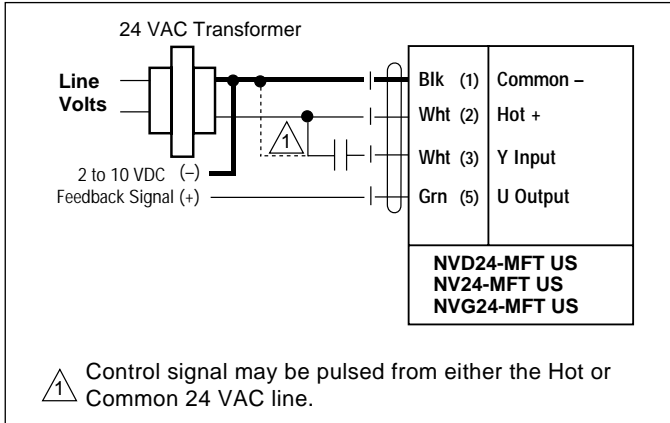 24 VAC Transformer
Line
Volts
Blk (1) Common –
Wht (2) Hot +
1
Wht (3) Y Input
2 to 10 VDC (–)
Feedback Signal (+)
Grn (5) U Output
NVD24-MFT US
NV24-MFT US
NVG24-MFT US
1 Control signal may be pulsed from either the Hot or
Common 24 VAC line.